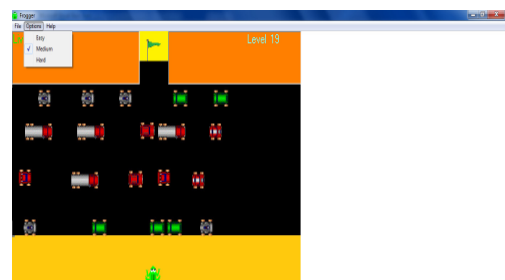 Frogger
File Options Help
Easy
Medium
Hard
Level 19